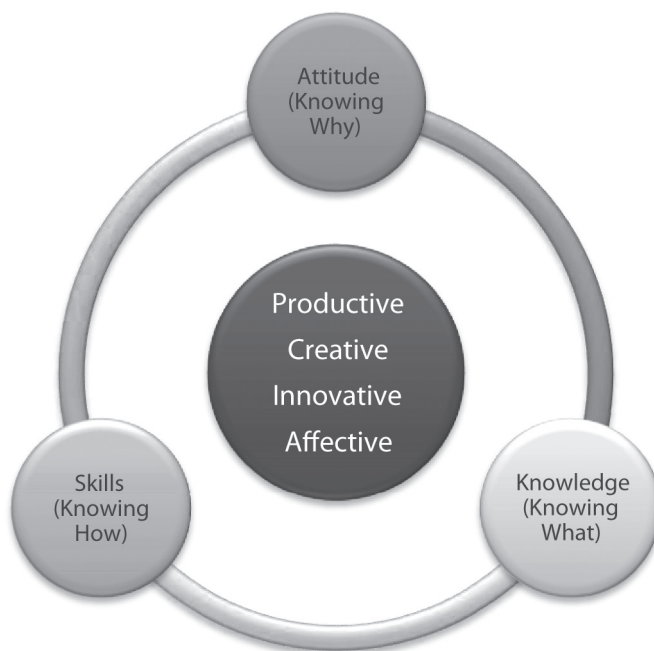 Attitude
(Knowing
Why)
Productive
Creative
Innovative
Affective
Skills
(Knowing
How)
Knowledge
(Knowing
What)